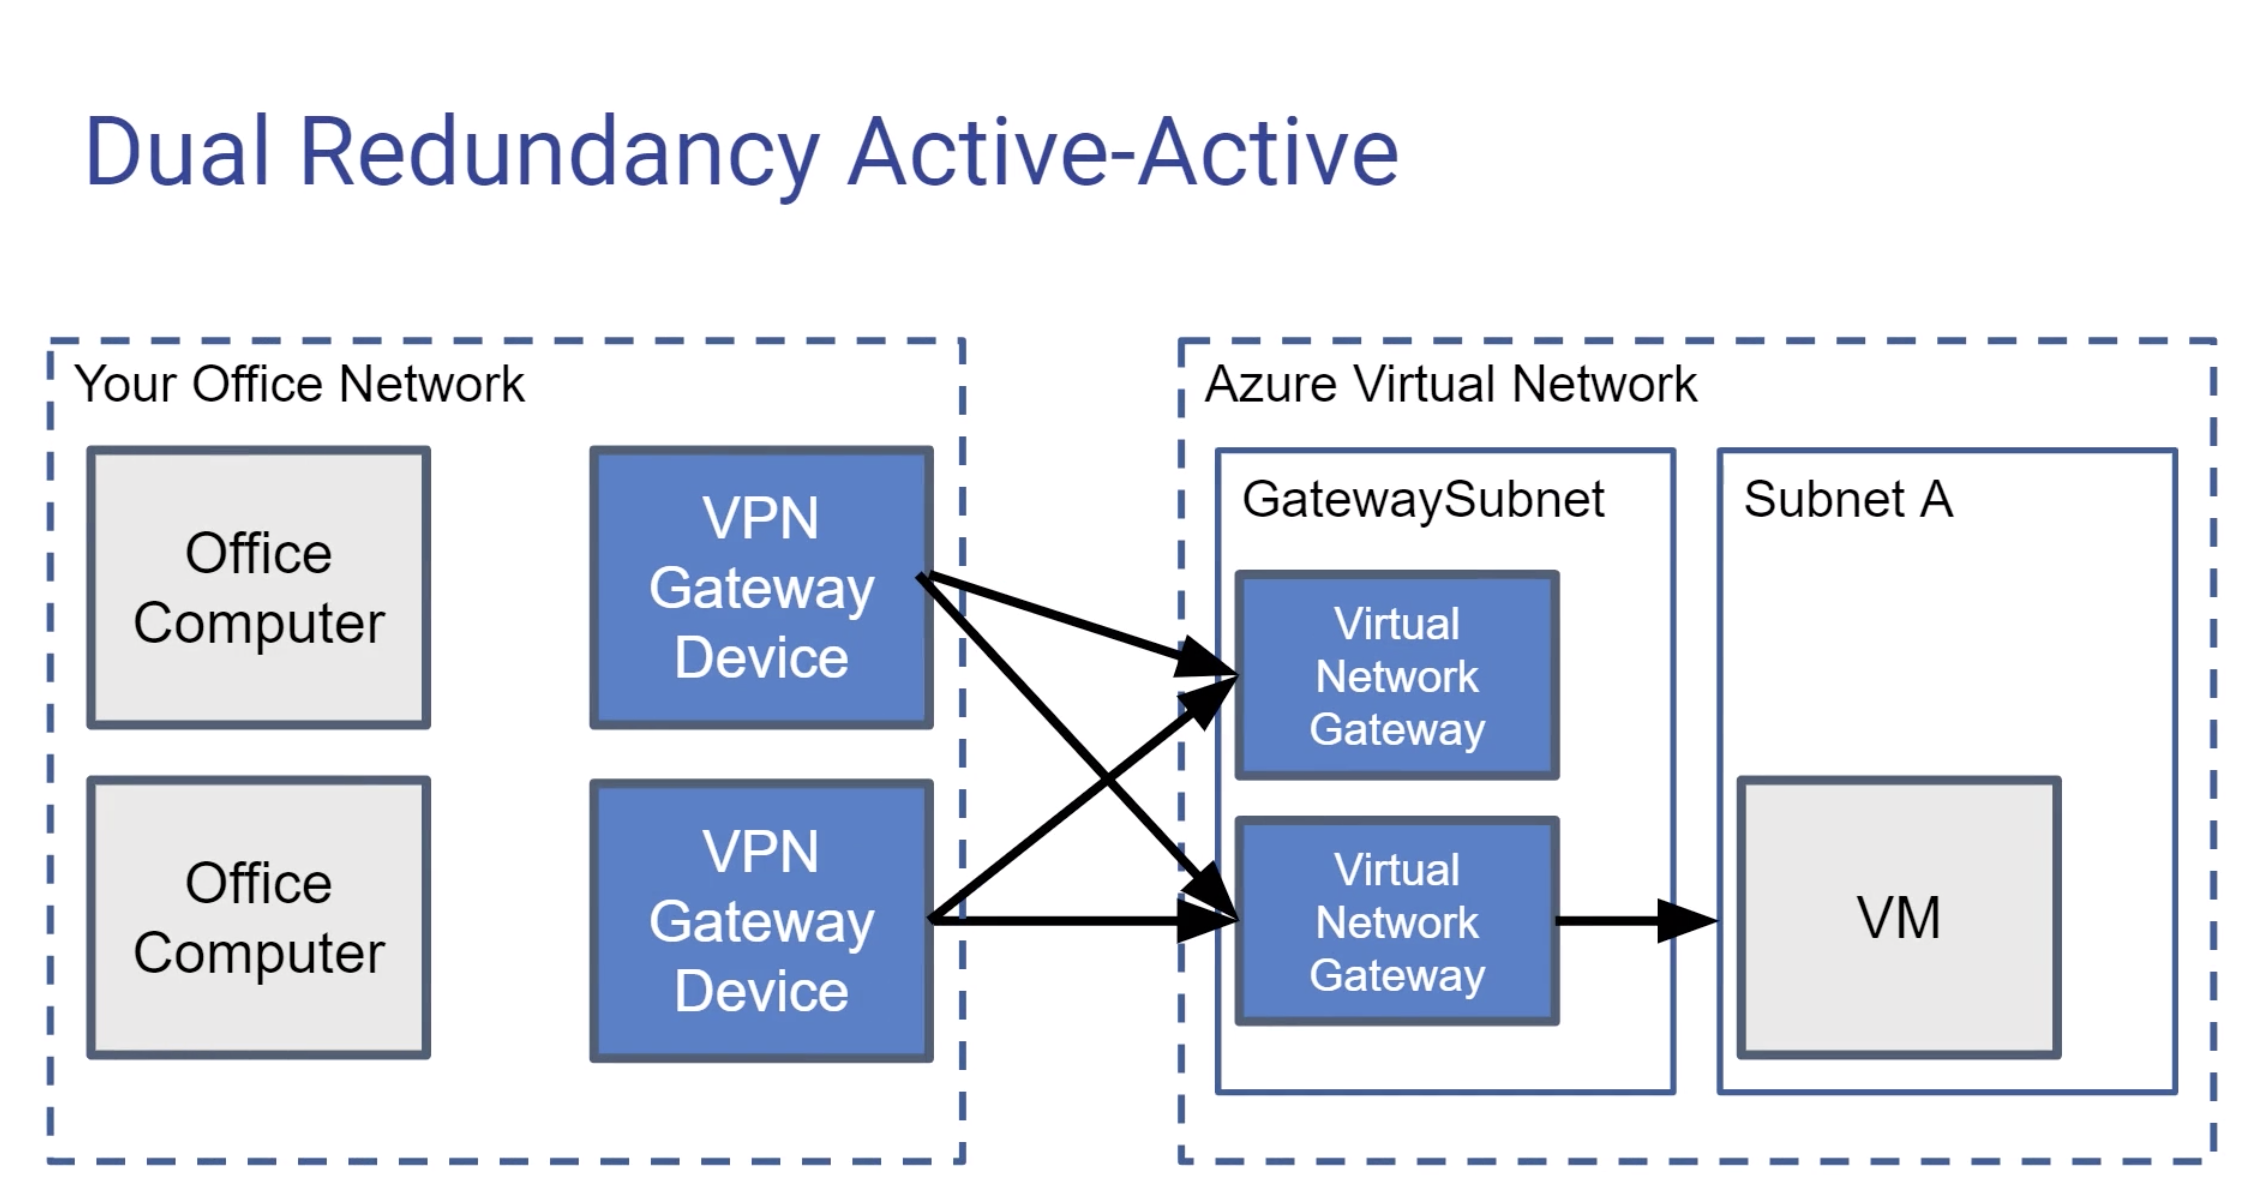 Dual Redundancy Active-Active
Your Office Network
Office
Computer
VPN
Gateway
Device
Office
Computer
VPN
Gateway
Device
Azure Virtual Network
GatewaySubnet
Virtual
Network
Gateway
Virtual
Network
Gateway
Subnet A
VM